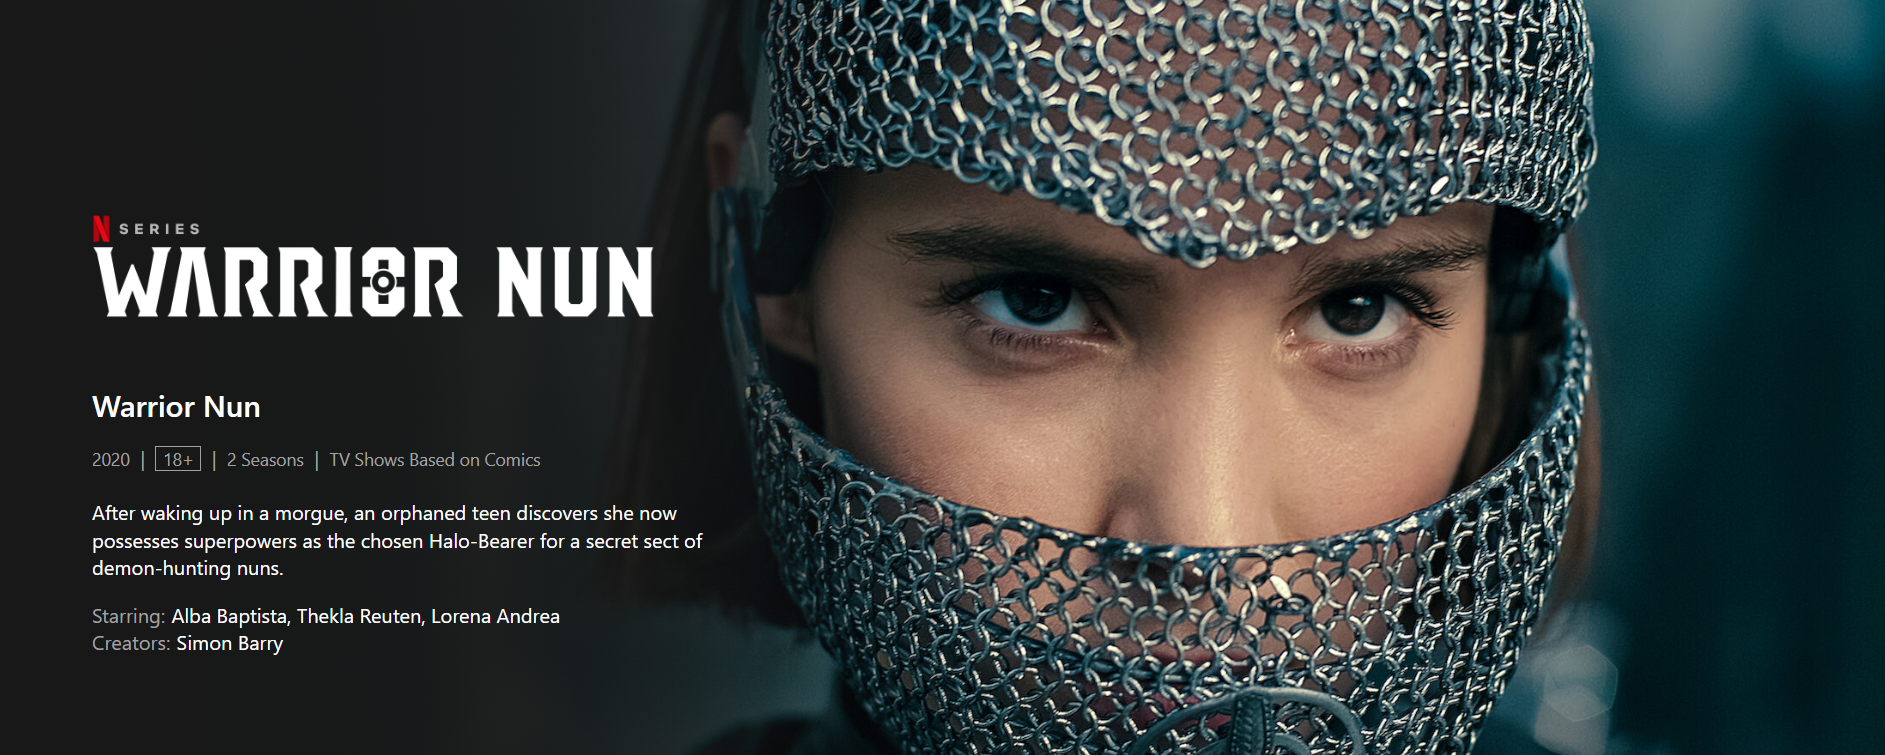 N SERIES
WARRIOR NUN
Warrior Nun
2020 | 18+ | 2 Seasons | TV Shows Based on Comics
After waking up in a morgue, an orphaned teen discovers she now
possesses superpowers as the chosen Halo-Bearer for a secret sect of
demon-hunting nuns.
Starring: Alba Baptista, Thekla Reuten, Lorena Andrea
Creators: Simon Barry